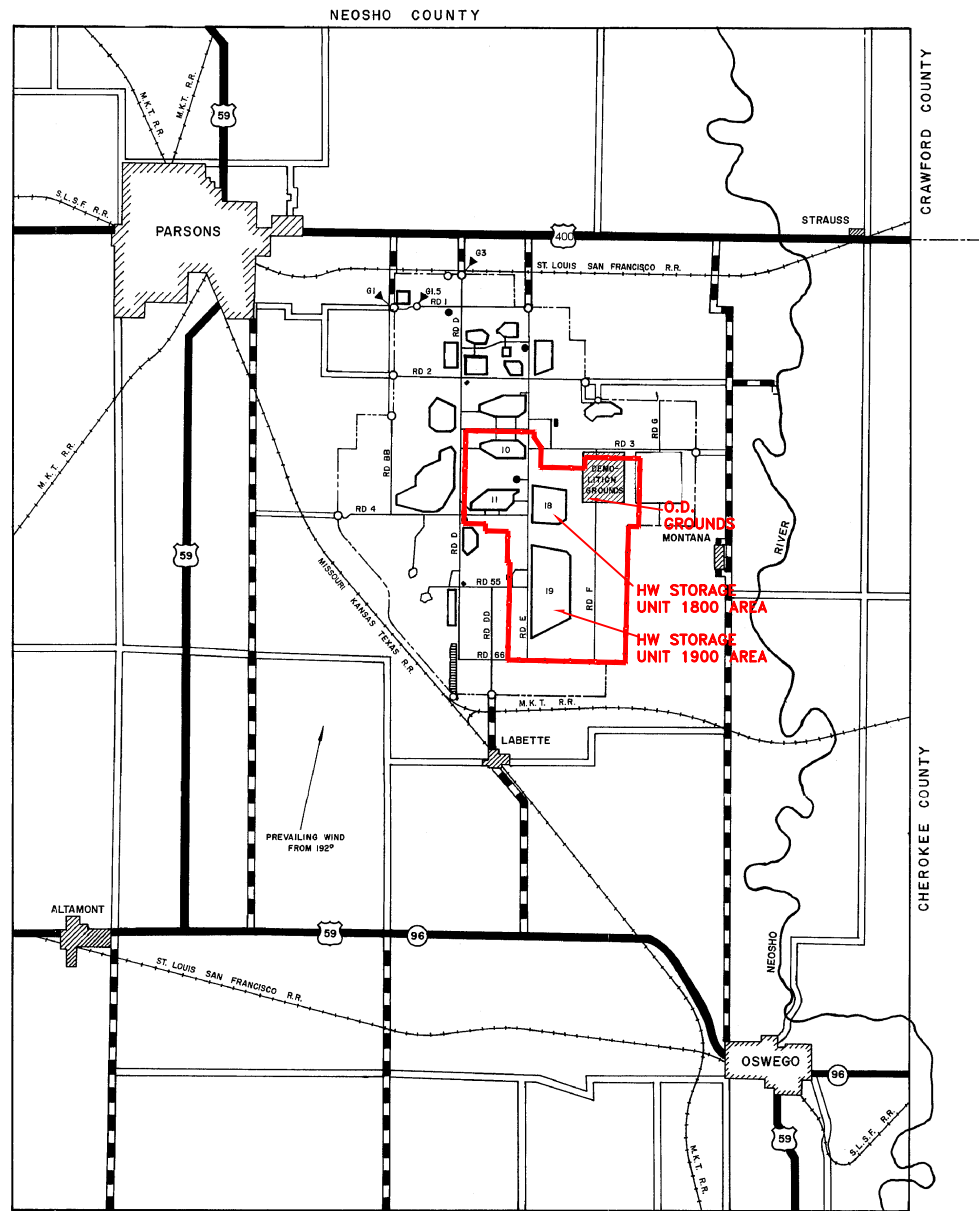 NEOSHO COUNTY
CRAWFORD COUNTY
M.K.T. R.R.
M.K.T. R.R.
59
S.L.S.F. R.R.
PARSONS
STRAUSS
400
G3
ST. LOUIS SAN FRANCISCO R.R.
G1
G1.5
RD 1
RD D
RD 2
RD BB
RD G
RD 3
10
DEMO-
LITION
GROUNDS
M.K.T. R.R.
11
18
O.D.
GROUNDS
RD 4
MONTANA
RIVER
59
RD D
MISSOURI KANSAS TEXAS R.R.
RD 55
19
HW STORAGE
UNIT 1800 AREA
RD DD
RD E
RD F
HW STORAGE
UNIT 1900 AREA
RD 66
M.K.T. R.R.
LABETTE
PREVAILING WIND
FROM 192°
CHEROKEE COUNTY
ALTAMONT
59
96
NEOSHO
ST. LOUIS SAN FRANCISCO R.R.
OSWEGO
96
59
S.L.S.F. R.R.
M.K.T. R.R.